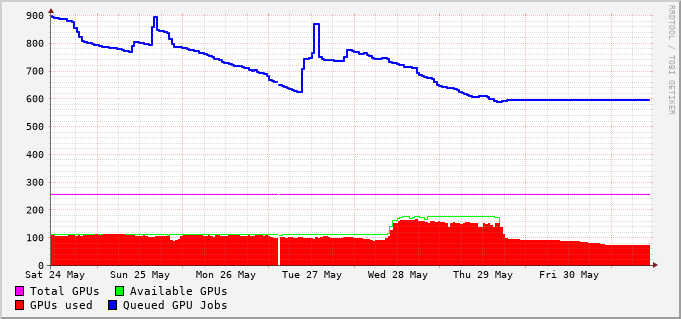 RRDTOOL / TOBI OETIKER
900
800
700
600
500
400
300
200
100
0
Sat 24 May Sun 25 May Mon 26 May Tue 27 May Wed 28 May Thu 29 May Fri 30 May
Total GPUs Available GPUs
GPUs used Queued GPU Jobs